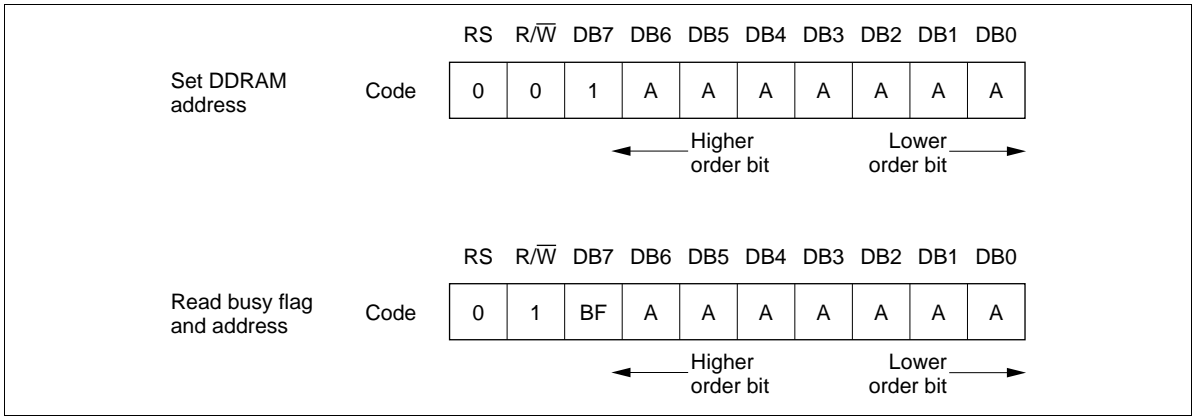 RS R/W̅ DB7 DB6 DB5 DB4 DB3 DB2 DB1 DB0
Set DDRAM
address
Code 0 0 1 A A A A A A A
Higher
order bit
Lower
order bit
RS R/W̅ DB7 DB6 DB5 DB4 DB3 DB2 DB1 DB0
Read busy flag
and address
Code 0 1 BF A A A A A A A
Higher
order bit
Lower
order bit